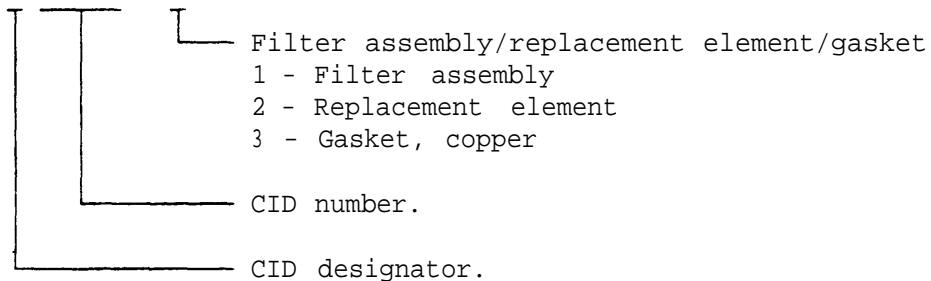 Filter assembly/replacement element/gasket
1 - Filter assembly
2 - Replacement element
3 - Gasket, copper
CID number.
CID designator.